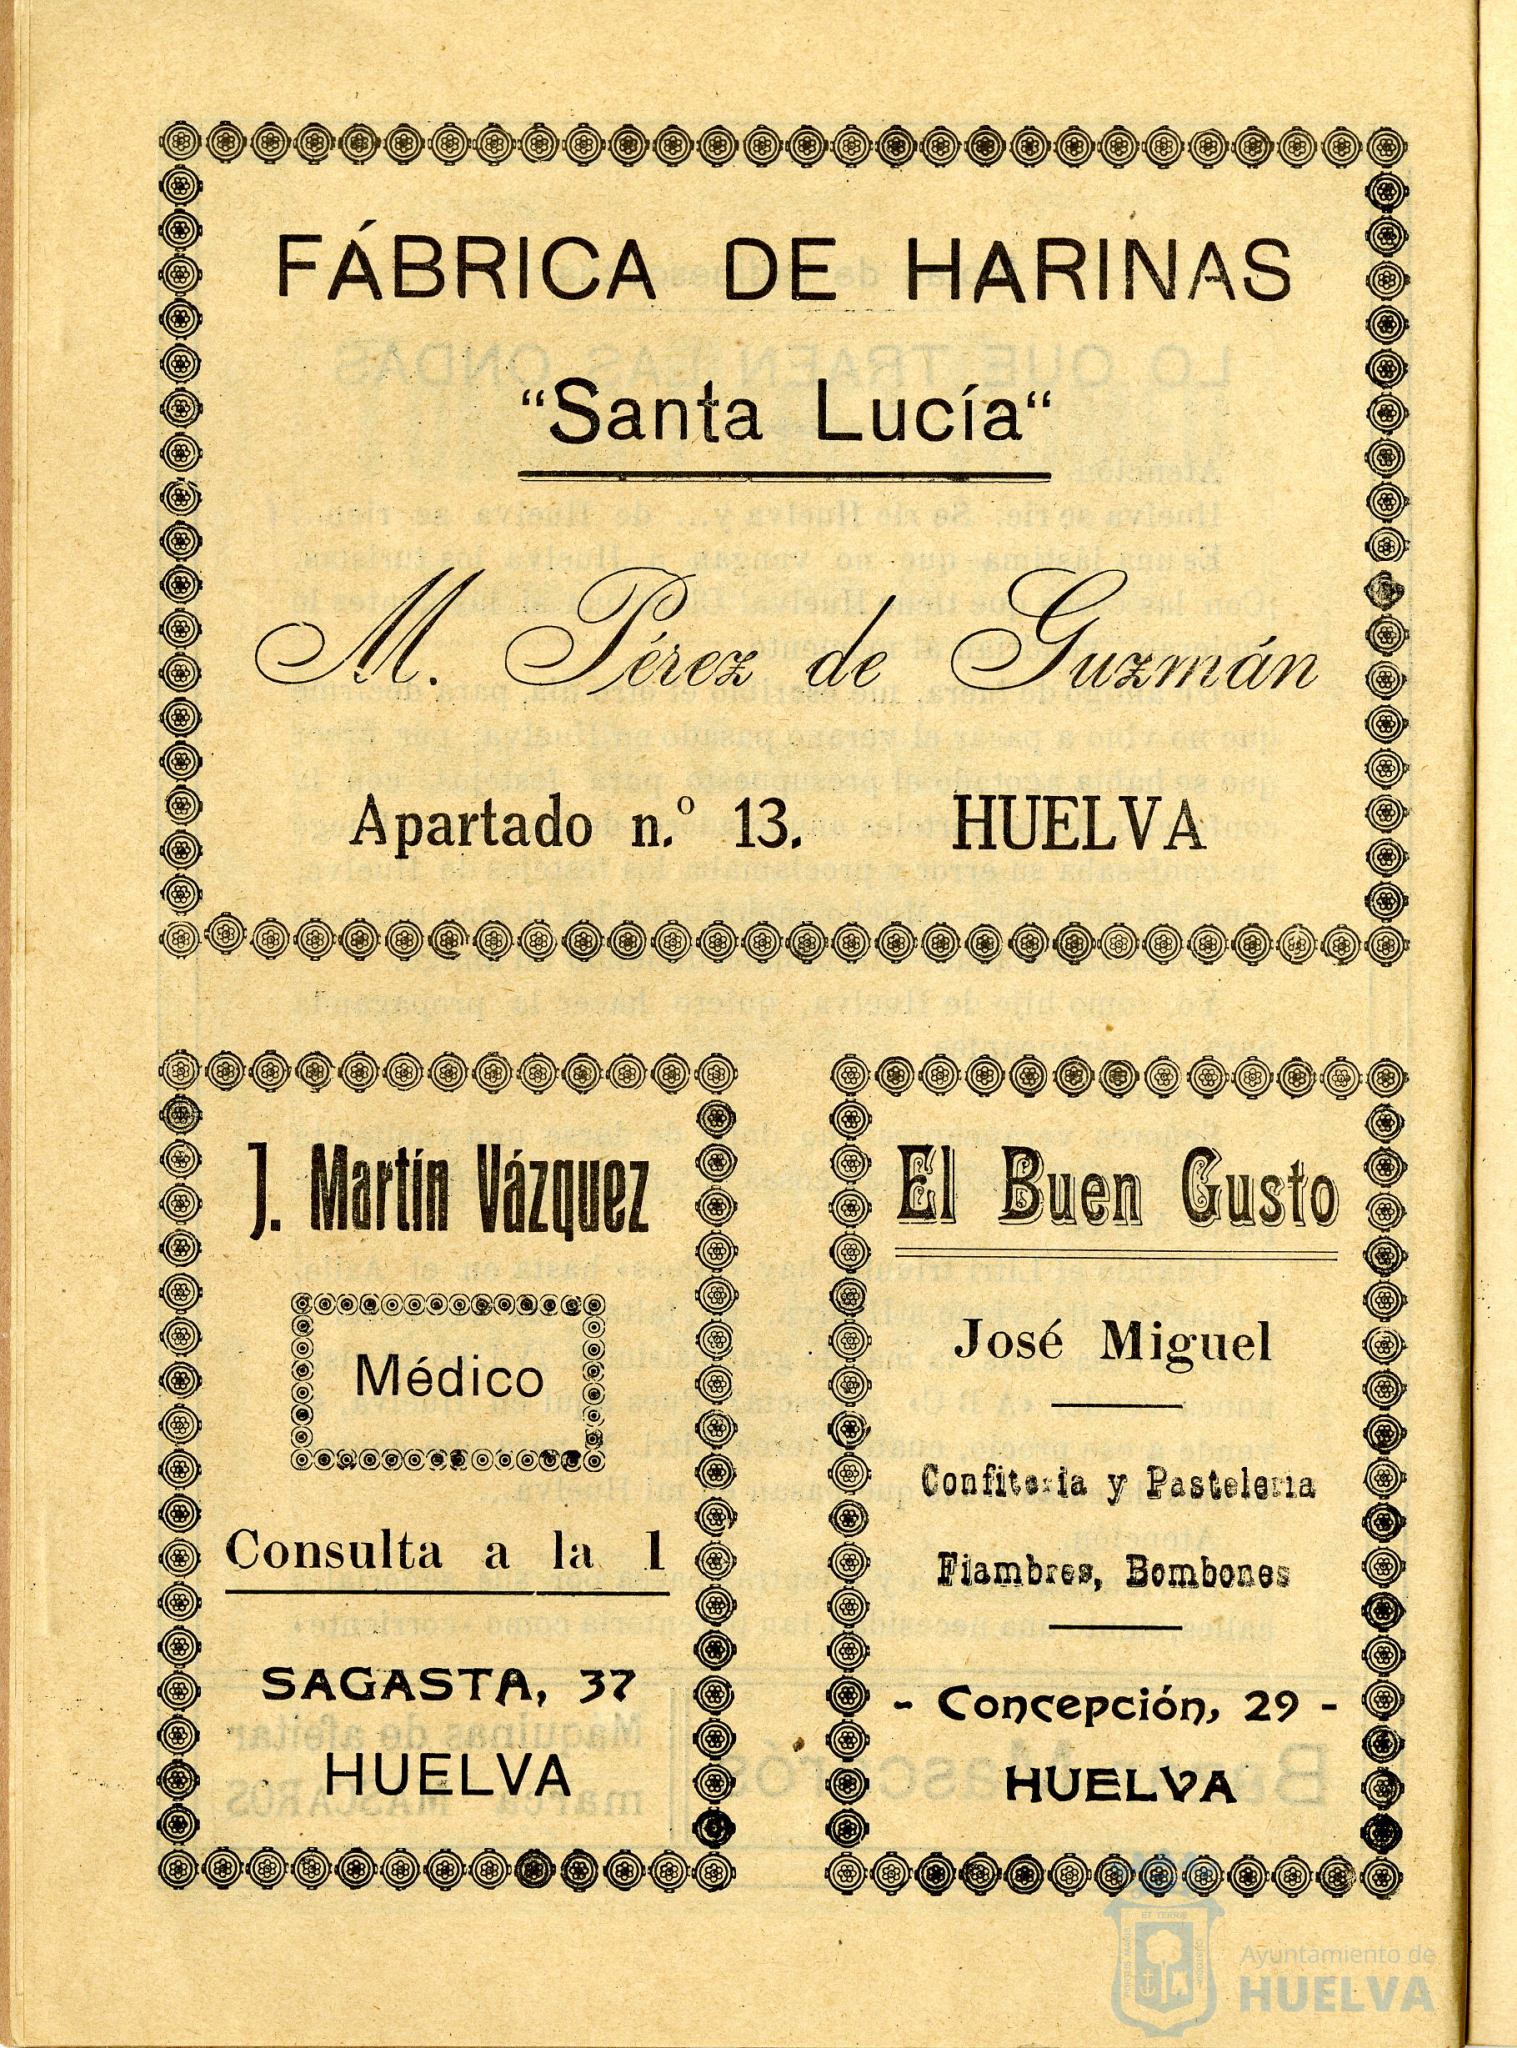 FÁBRICA DE HARINAS
"Santa Lucía"
M. Pérez de Guzmán
Apartado n.º 13. HUELVA
J. Martín Vázquez
Médico
Consulta a la 1
SAGASTA, 37
HUELVA
El Buen Gusto
José Miguel
Confitería y Pastelería
Fiambres, Bombones
- Concepción, 29 -
HUELVA
Ayuntamiento de
HUELVA